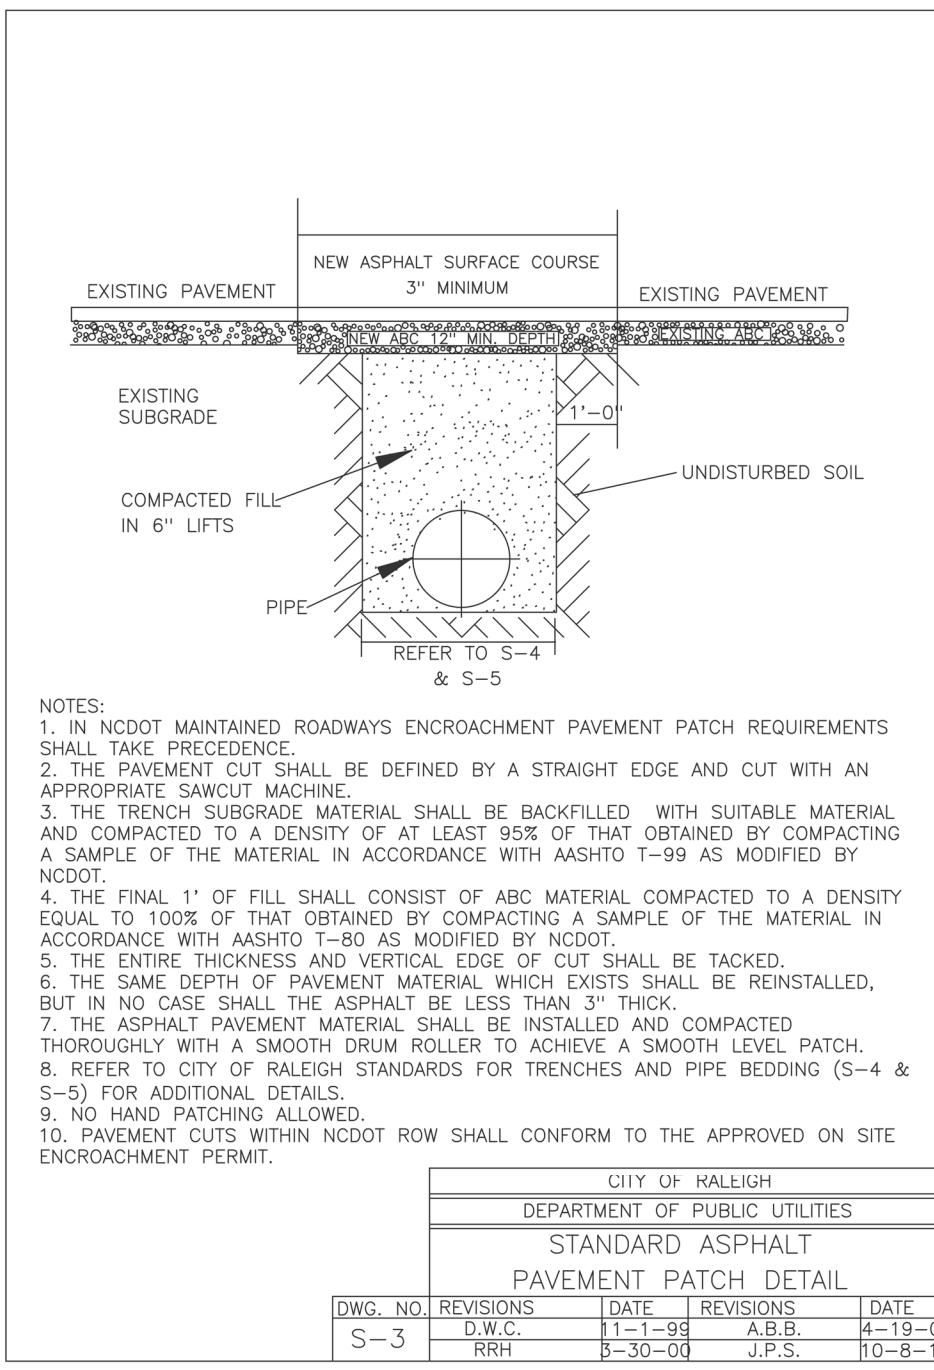 NEW ASPHALT SURFACE COURSE
3" MINIMUM
EXISTING PAVEMENT
EXISTING PAVEMENT
NEW ABC 12" MIN. DEPTH
EXISTING ABC
EXISTING
SUBGRADE
1'-0"
UNDISTURBED SOIL
COMPACTED FILL
IN 6" LIFTS
PIPE
REFER TO S-4
& S-5
NOTES:
1. IN NCDOT MAINTAINED ROADWAYS ENCROACHMENT PAVEMENT PATCH REQUIREMENTS
SHALL TAKE PRECEDENCE.
2. THE PAVEMENT CUT SHALL BE DEFINED BY A STRAIGHT EDGE AND CUT WITH AN
APPROPRIATE SAWCUT MACHINE.
3. THE TRENCH SUBGRADE MATERIAL SHALL BE BACKFILLED WITH SUITABLE MATERIAL
AND COMPACTED TO A DENSITY OF AT LEAST 95% OF THAT OBTAINED BY COMPACTING
A SAMPLE OF THE MATERIAL IN ACCORDANCE WITH AASHTO T-99 AS MODIFIED BY
NCDOT.
4. THE FINAL 1' OF FILL SHALL CONSIST OF ABC MATERIAL COMPACTED TO A DENSITY
EQUAL TO 100% OF THAT OBTAINED BY COMPACTING A SAMPLE OF THE MATERIAL IN
ACCORDANCE WITH AASHTO T-80 AS MODIFIED BY NCDOT.
5. THE ENTIRE THICKNESS AND VERTICAL EDGE OF CUT SHALL BE TACKED.
6. THE SAME DEPTH OF PAVEMENT MATERIAL WHICH EXISTS SHALL BE REINSTALLED,
BUT IN NO CASE SHALL THE ASPHALT BE LESS THAN 3" THICK.
7. THE ASPHALT PAVEMENT MATERIAL SHALL BE INSTALLED AND COMPACTED
THOROUGHLY WITH A SMOOTH DRUM ROLLER TO ACHIEVE A SMOOTH LEVEL PATCH.
8. REFER TO CITY OF RALEIGH STANDARDS FOR TRENCHES AND PIPE BEDDING (S-4 &
S-5) FOR ADDITIONAL DETAILS.
9. NO HAND PATCHING ALLOWED.
10. PAVEMENT CUTS WITHIN NCDOT ROW SHALL CONFORM TO THE APPROVED ON SITE
ENCROACHMENT PERMIT.
CITY OF RALEIGH
DEPARTMENT OF PUBLIC UTILITIES
STANDARD ASPHALT
PAVEMENT PATCH DETAIL
DWG. NO. REVISIONS DATE REVISIONS DATE
S-3
D.W.C. 11-1-99 A.B.B.
RRH 3-30-00 J.P.S.